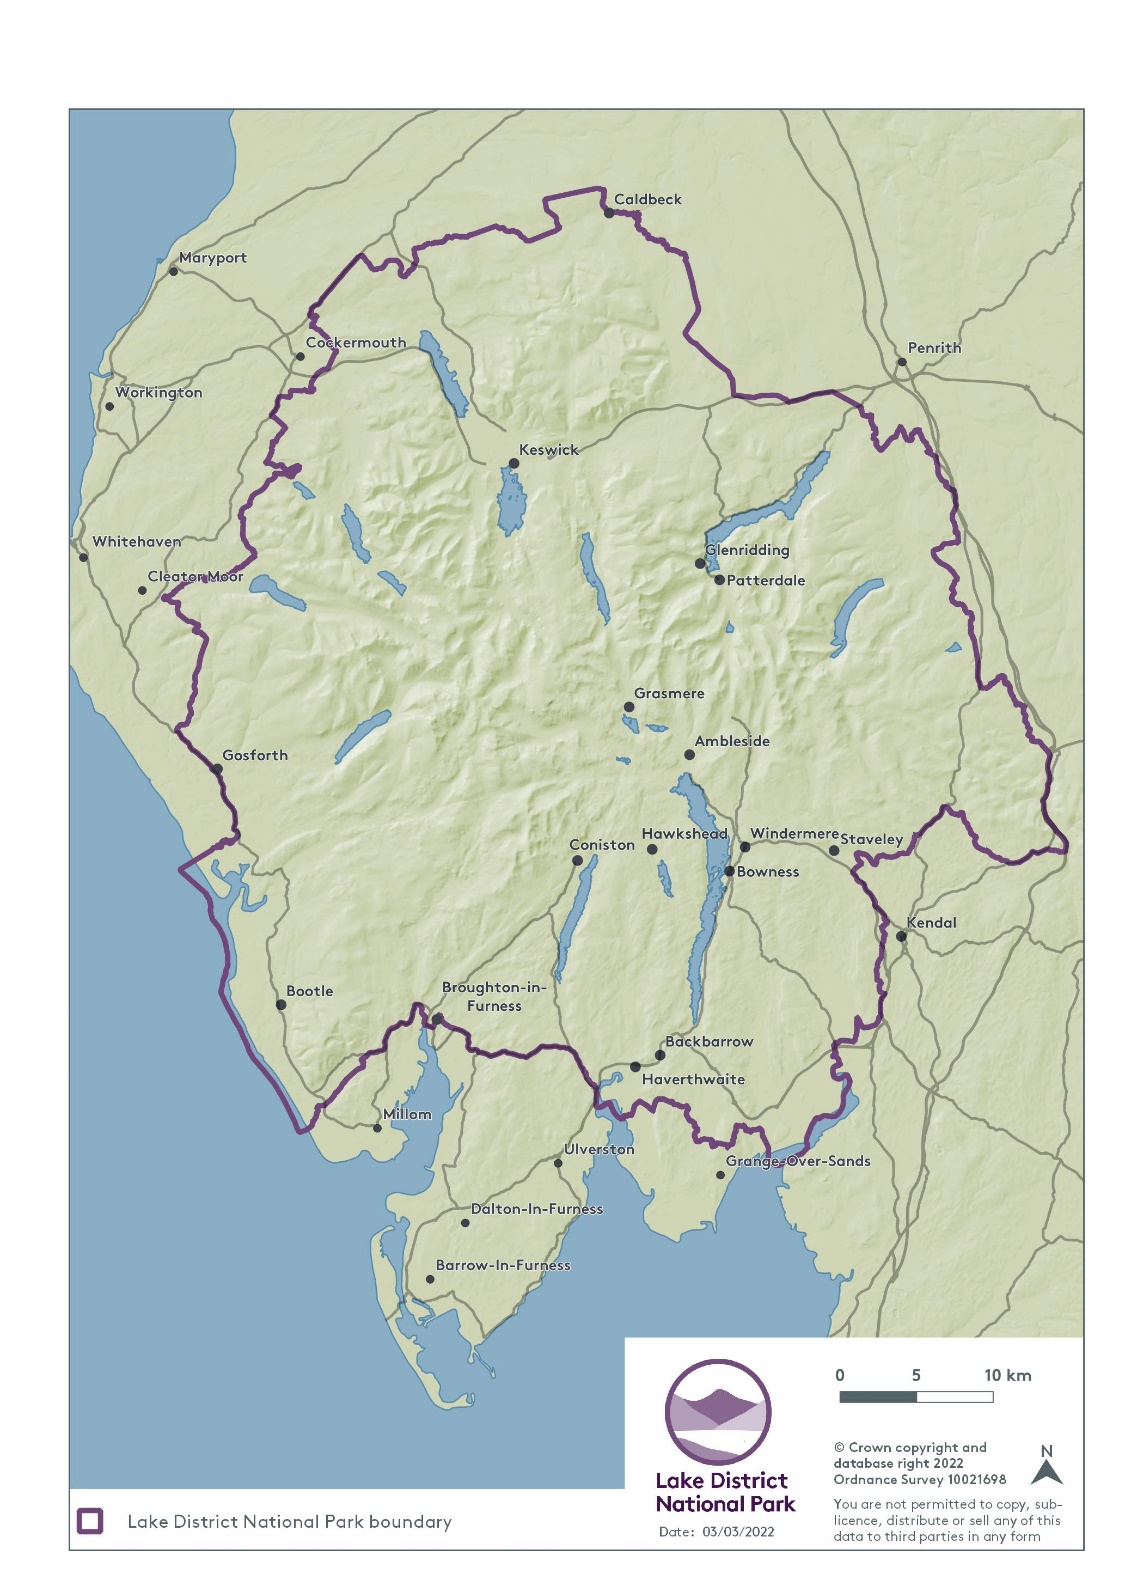 Caldbeck
Maryport
Cockermouth
Penrith
Workington
Keswick
Whitehaven
Glenridding
Cleator Moor
Patterdale
Grasmere
Ambleside
Gosforth
Hawkshead
Windermere
Staveley
Coniston
Bowness
Kendal
Bootle
Broughton-in-
Furness
Backbarrow
Haverthwaite
Millom
Ulverston
Grange-Over-Sands
Dalton-In-Furness
Barrow-In-Furness
0 5 10 km
© Crown copyright and
database right 2022
Ordnance Survey 10021698
N
Lake District
National Park
Date: 03/03/2022
You are not permitted to copy, sub-
licence, distribute or sell any of this
data to third parties in any form
Lake District National Park boundary